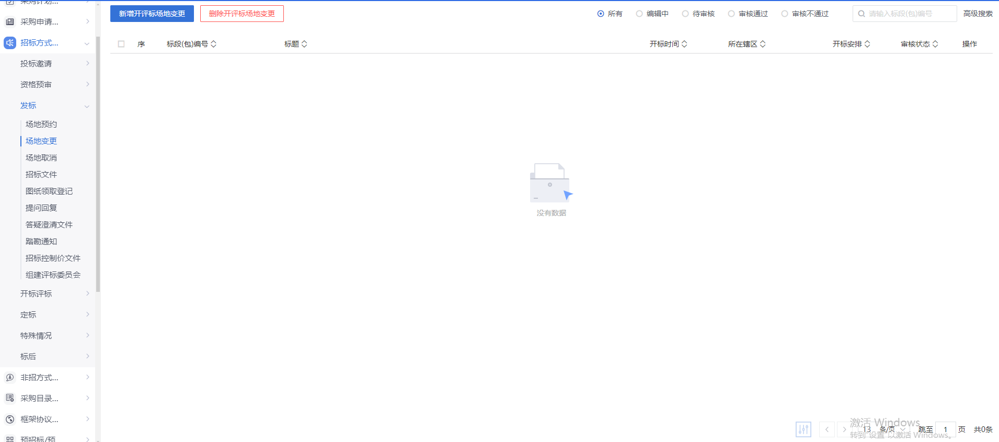 采购计划...
采购申请...
招标方式...
投标邀请
资格预审
发标
场地预约
场地变更
场地取消
招标文件
图纸领取登记
提问回复
答疑澄清文件
踏勘通知
招标控制价文件
组建评标委员会
开标评标
定标
特殊情况
标后
非招方式...
采购目录...
框架协议...
预招标/预
新增开评标场地变更 删除开评标场地变更 所有 编辑中 待审核 审核通过 审核不通过 请输入标段(包)编号 高级搜索
序 标段(包)编号 标题 开标时间 所在辖区 开标安排 审核状态 操作
没有数据
13 条/页 跳至 1 页 共0条
激活 Windows
转到"设置"以激活 Windows。